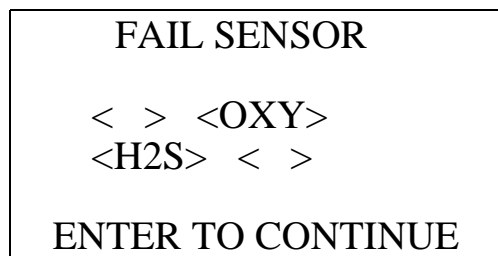 FAIL SENSOR
< > <OXY>
<H2S> < >
ENTER TO CONTINUE